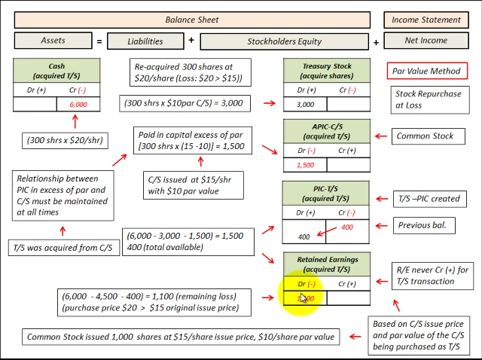 Balance Sheet
Income Statement
Assets
=
Liabilities
+
Stockholders Equity
+
Net Income
Cash
(acquired T/S)
Dr (+) Cr (-)
6,000
(300 shrs x $20/shr)
Re-acquired 300 shares at
$20/share (Loss: $20 > $15))
(300 shrs x $10par C/S) = 3,000
Treasury Stock
(acquire shares)
Dr (+) Cr (-)
3,000
Par Value Method
Stock Repurchase
at Loss
Paid in capital excess of par
[300 shrs x (15 -10)] = 1,500
APIC-C/S
(acquired T/S)
Dr (-) Cr (+)
1,500
Common Stock
C/S issued at $15/shr
with $10 par value
Relationship between
PIC in excess of par and
C/S must be maintained
at all times
T/S was acquired from C/S
PIC-T/S
(acquired T/S)
Dr (+) Cr (-)
400
400
T/S –PIC created
Previous bal.
(6,000 - 3,000 - 1,500) = 1,500
400 (total available)
Retained Earnings
(acquired T/S)
Dr (-) Cr (+)
R/E never Cr (+) for
T/S transaction
(6,000 - 4,500 - 400) = 1,100 (remaining loss)
(purchase price $20 > $15 original issue price)
Common Stock issued 1,000 shares at $15/share issue price, $10/share par value
Based on C/S issue price
and par value of the C/S
being purchased as T/S